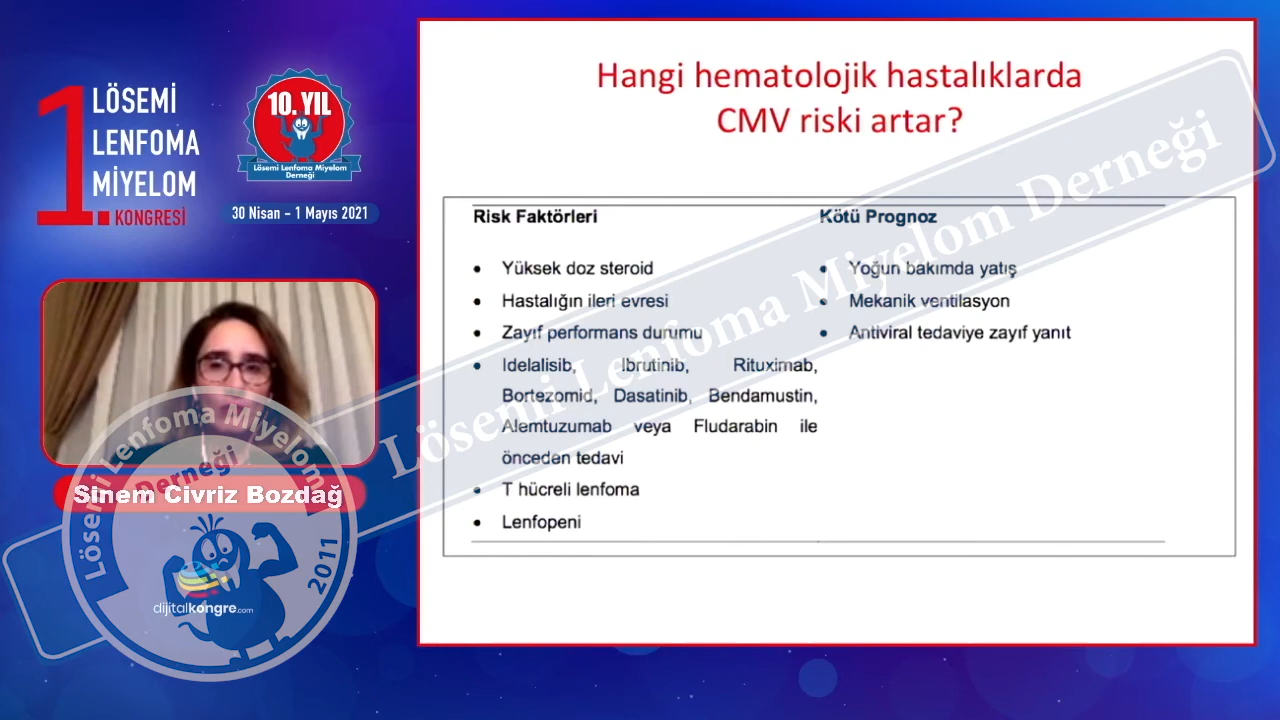 1.
LÖSEMİ
LENFOMA
MİYELOM
KONGRESİ
10. YIL
Lösemi Lenfoma Miyelom
Derneği
30 Nisan – 1 Mayıs 2021
Sinem Civriz Bozdağ
Lösemi Lenfoma Miyelom
Derneği
2011
dijitalkongre.com
Lösemi Lenfoma Miyelom Derneği
Hangi hematolojik hastalıklarda
CMV riski artar?
Risk Faktörleri
• Yüksek doz steroid
• Hastalığın ileri evresi
• Zayıf performans durumu
• Idelalisib, Ibrutinib, Rituximab,
Bortezomid, Dasatinib, Bendamustin,
Alemtuzumab veya Fludarabin ile
önceden tedavi
• T hücreli lenfoma
• Lenfopeni
Kötü Prognoz
• Yoğun bakımda yatış
• Mekanik ventilasyon
• Antiviral tedaviye zayıf yanıt